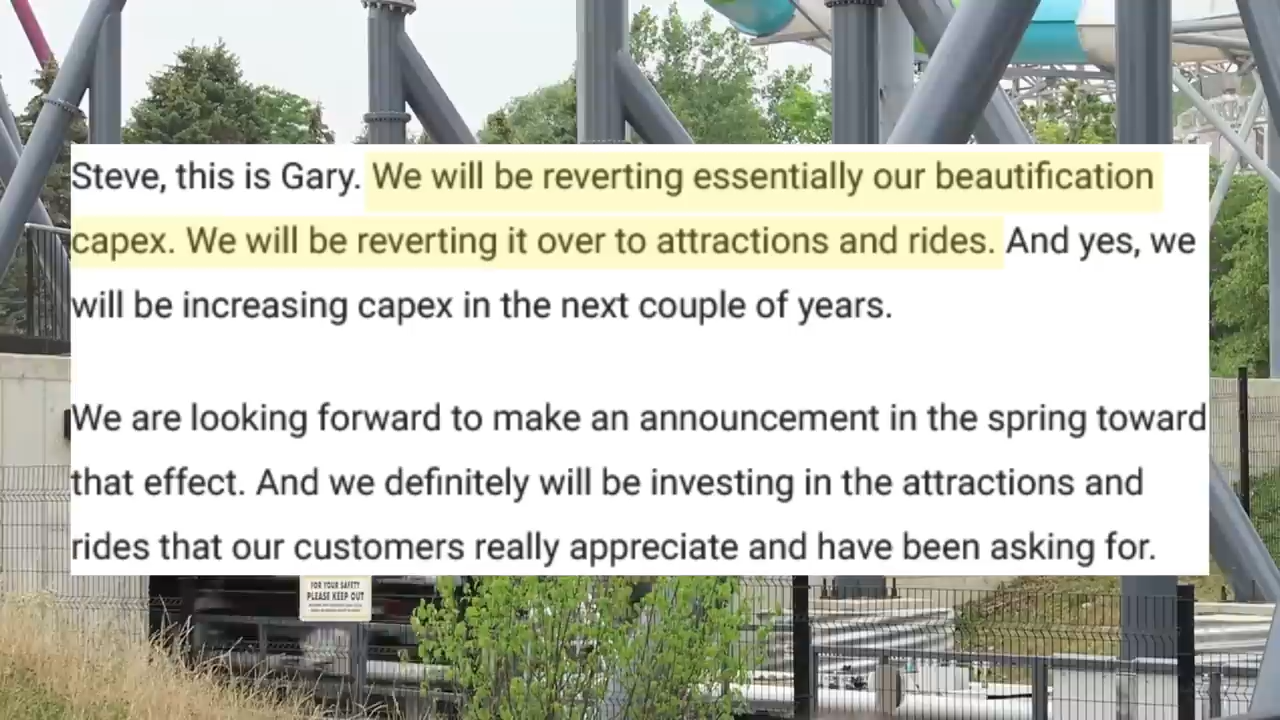 Steve, this is Gary. We will be reverting essentially our beautification
capex. We will be reverting it over to attractions and rides. And yes, we
will be increasing capex in the next couple of years.
We are looking forward to make an announcement in the spring toward
that effect. And we definitely will be investing in the attractions and
rides that our customers really appreciate and have been asking for.
FOR YOUR SAFETY
PLEASE KEEP OUT